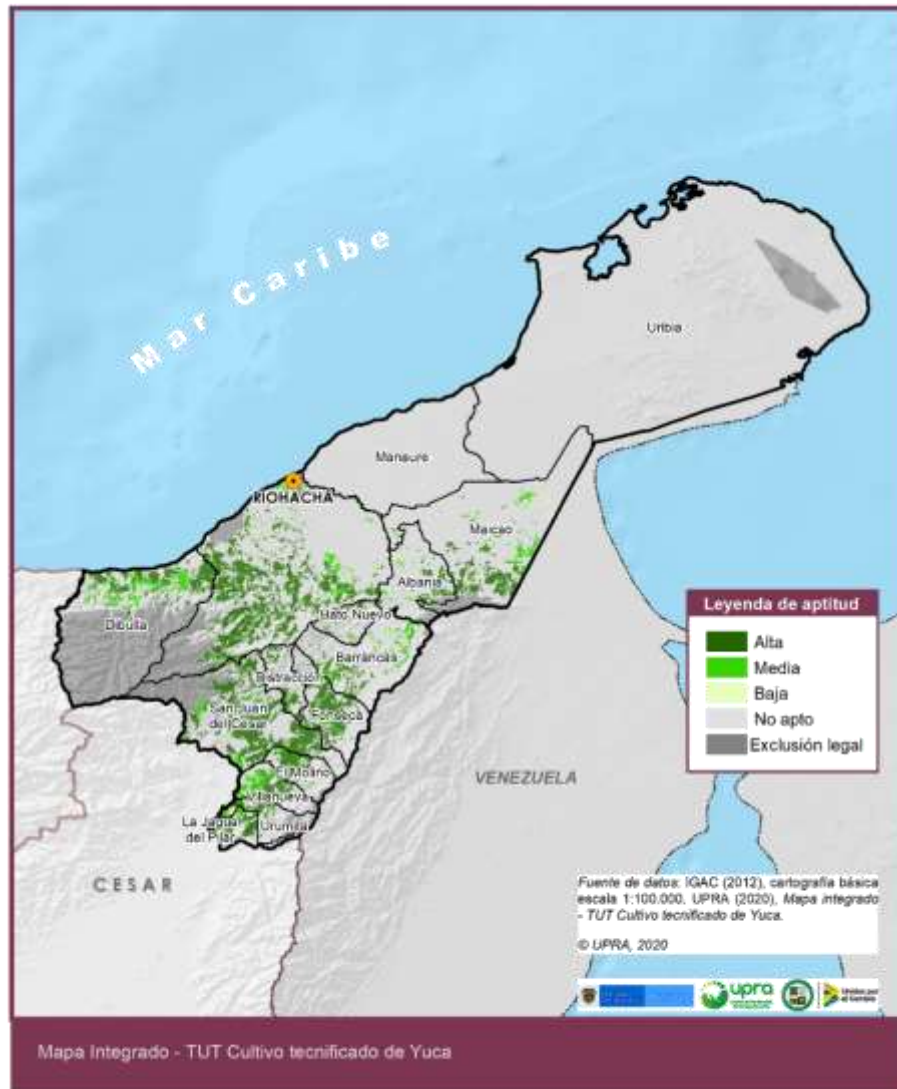 Mar Caribe
Uribia
Manaure
RIOHACHA
Maicao
Albania
Hato Nuevo
Dibulla
Barrancas
Distracción
San Juan
del Cesar
Fonseca
El Molino
Villanueva
La Jagua
del Pilar
Urumita
VENEZUELA
CESAR
Leyenda de aptitud
Alta
Media
Baja
No apto
Exclusión legal
Fuente de datos: IGAC (2012), cartografía básica
escala 1:100.000. UPRA (2020), Mapa integrado
- TUT Cultivo tecnificado de Yuca.
© UPRA, 2020
upra
Mapa Integrado - TUT Cultivo tecnificado de Yuca